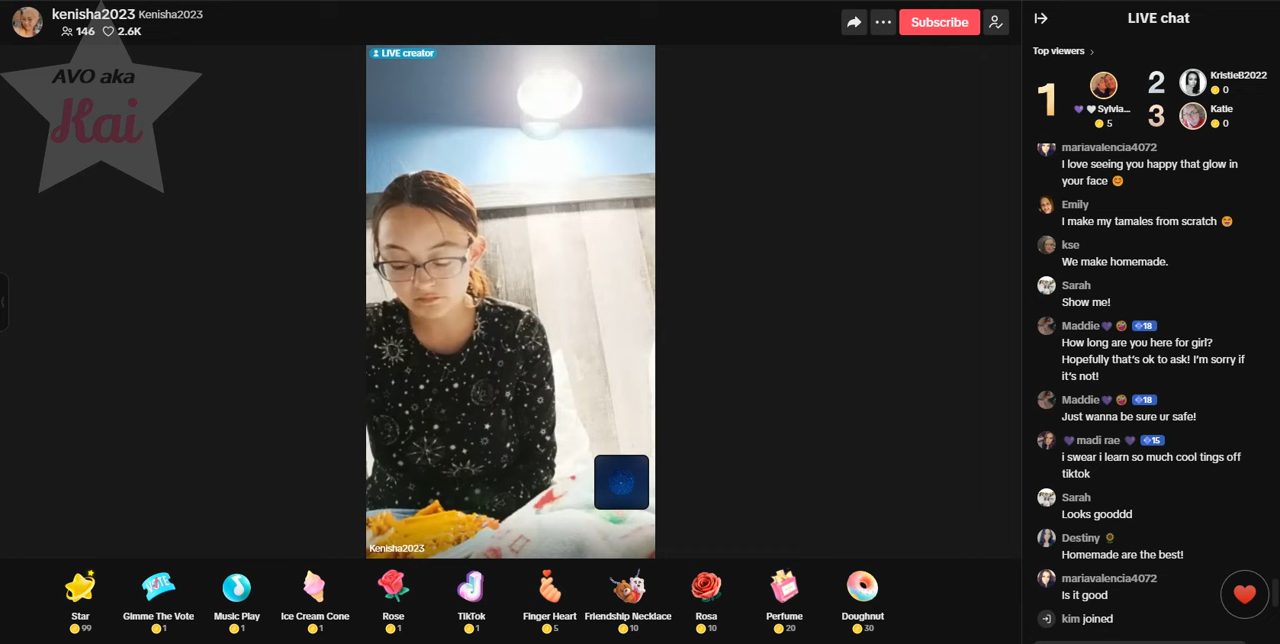 kenisha2023 Kenisha2023
146 2.6K
Subscribe
AVO aka
Kai
LIVE creator
Kenisha2023
Star
99
Gimme The Vote
1
Music Play
1
Ice Cream Cone
1
Rose
1
TikTok
1
Finger Heart
5
Friendship Necklace
10
Rosa
10
Perfume
20
Doughnut
30
LIVE chat
Top viewers
1
Sylvia...
5
2
KristieB2022
0
3
Katie
0
mariavalencia4072
I love seeing you happy that glow in
your face 😊
Emily
I make my tamales from scratch 😄
kse
We make homemade.
Sarah
Show me!
Maddie 18
How long are you here for girl?
Hopefully that's ok to ask! I'm sorry if
it's not!
Maddie 18
Just wanna be sure ur safe!
madi rae 15
i swear i learn so much cool tings off
tiktok
Sarah
Looks gooddd
Destiny
Homemade are the best!
mariavalencia4072
Is it good
kim joined